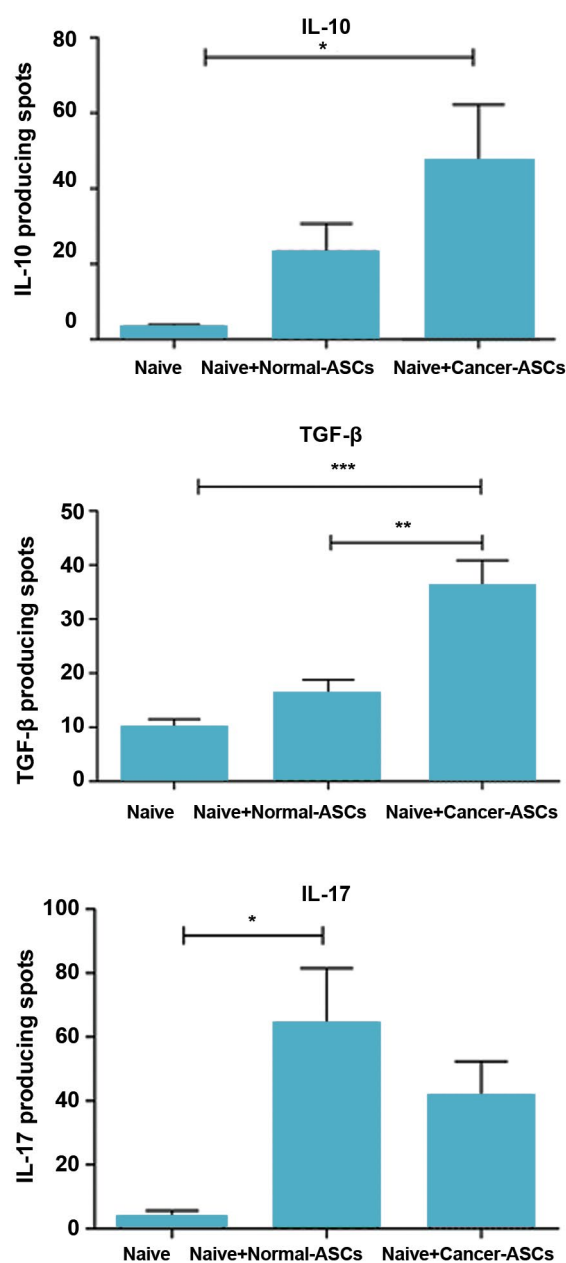 IL-10
*
80
60
40
20
0
IL-10 producing spots
Naive Naive+Normal-ASCs Naive+Cancer-ASCs
TGF-β
***
**
50
40
30
20
10
0
TGF-β producing spots
Naive Naive+Normal-ASCs Naive+Cancer-ASCs
IL-17
*
100
80
60
40
20
0
IL-17 producing spots
Naive Naive+Normal-ASCs Naive+Cancer-ASCs